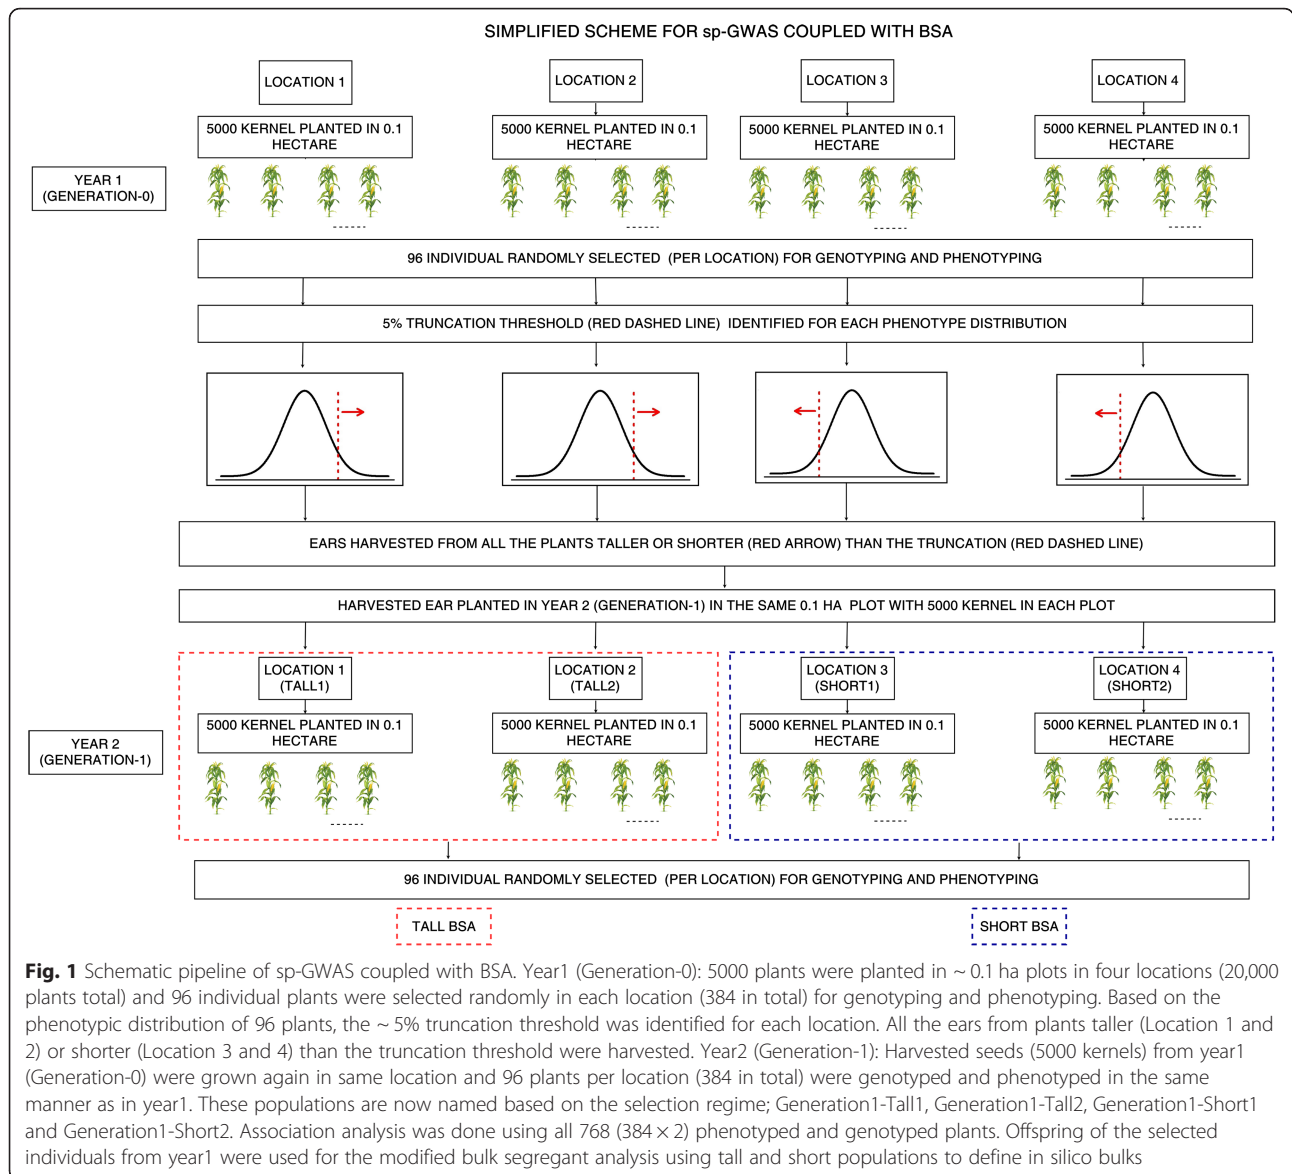 SIMPLIFIED SCHEME FOR sp-GWAS COUPLED WITH BSA
LOCATION 1
LOCATION 2
LOCATION 3
LOCATION 4
5000 KERNEL PLANTED IN 0.1
HECTARE
5000 KERNEL PLANTED IN 0.1
HECTARE
5000 KERNEL PLANTED IN 0.1
HECTARE
5000 KERNEL PLANTED IN 0.1
HECTARE
YEAR 1
(GENERATION-0)
96 INDIVIDUAL RANDOMLY SELECTED (PER LOCATION) FOR GENOTYPING AND PHENOTYPING
5% TRUNCATION THRESHOLD (RED DASHED LINE) IDENTIFIED FOR EACH PHENOTYPE DISTRIBUTION
EARS HARVESTED FROM ALL THE PLANTS TALLER OR SHORTER (RED ARROW) THAN THE TRUNCATION (RED DASHED LINE)
HARVESTED EAR PLANTED IN YEAR 2 (GENERATION-1) IN THE SAME 0.1 HA PLOT WITH 5000 KERNEL IN EACH PLOT
LOCATION 1
(TALL1)
LOCATION 2
(TALL2)
LOCATION 3
(SHORT1)
LOCATION 4
(SHORT2)
5000 KERNEL PLANTED IN 0.1
HECTARE
5000 KERNEL PLANTED IN 0.1
HECTARE
5000 KERNEL PLANTED IN 0.1
HECTARE
5000 KERNEL PLANTED IN 0.1
HECTARE
YEAR 2
(GENERATION-1)
96 INDIVIDUAL RANDOMLY SELECTED (PER LOCATION) FOR GENOTYPING AND PHENOTYPING
TALL BSA
SHORT BSA
Fig. 1 Schematic pipeline of sp-GWAS coupled with BSA. Year1 (Generation-0): 5000 plants were planted in ~ 0.1 ha plots in four locations (20,000
plants total) and 96 individual plants were selected randomly in each location (384 in total) for genotyping and phenotyping. Based on the
phenotypic distribution of 96 plants, the ~ 5% truncation threshold was identified for each location. All the ears from plants taller (Location 1 and
2) or shorter (Location 3 and 4) than the truncation threshold were harvested. Year2 (Generation-1): Harvested seeds (5000 kernels) from year1
(Generation-0) were grown again in same location and 96 plants per location (384 in total) were genotyped and phenotyped in the same
manner as in year1. These populations are now named based on the selection regime; Generation1-Tall1, Generation1-Tall2, Generation1-Short1
and Generation1-Short2. Association analysis was done using all 768 (384 × 2) phenotyped and genotyped plants. Offspring of the selected
individuals from year1 were used for the modified bulk segregant analysis using tall and short populations to define in silico bulks